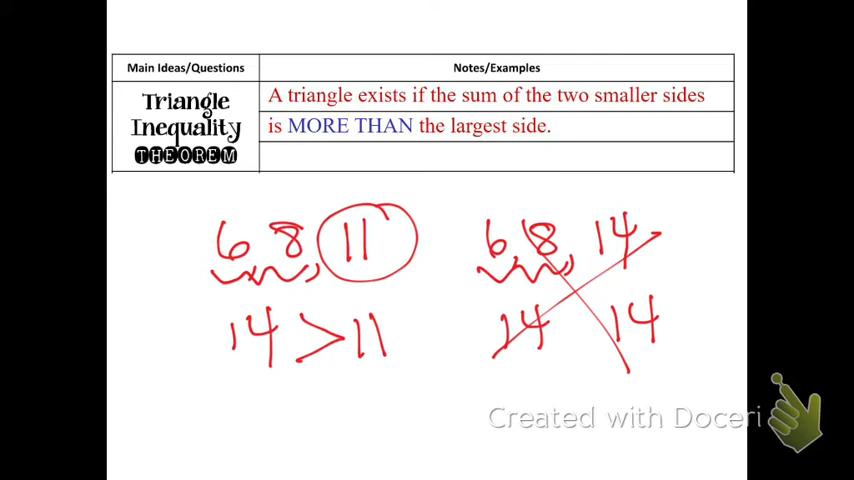 Main Ideas/Questions
Notes/Examples
Triangle
Inequality
THEOREM
A triangle exists if the sum of the two smaller sides
is MORE THAN the largest side.
6, 8, 11
14 > 11
6, 8, 14
14 14
Created with Doceri